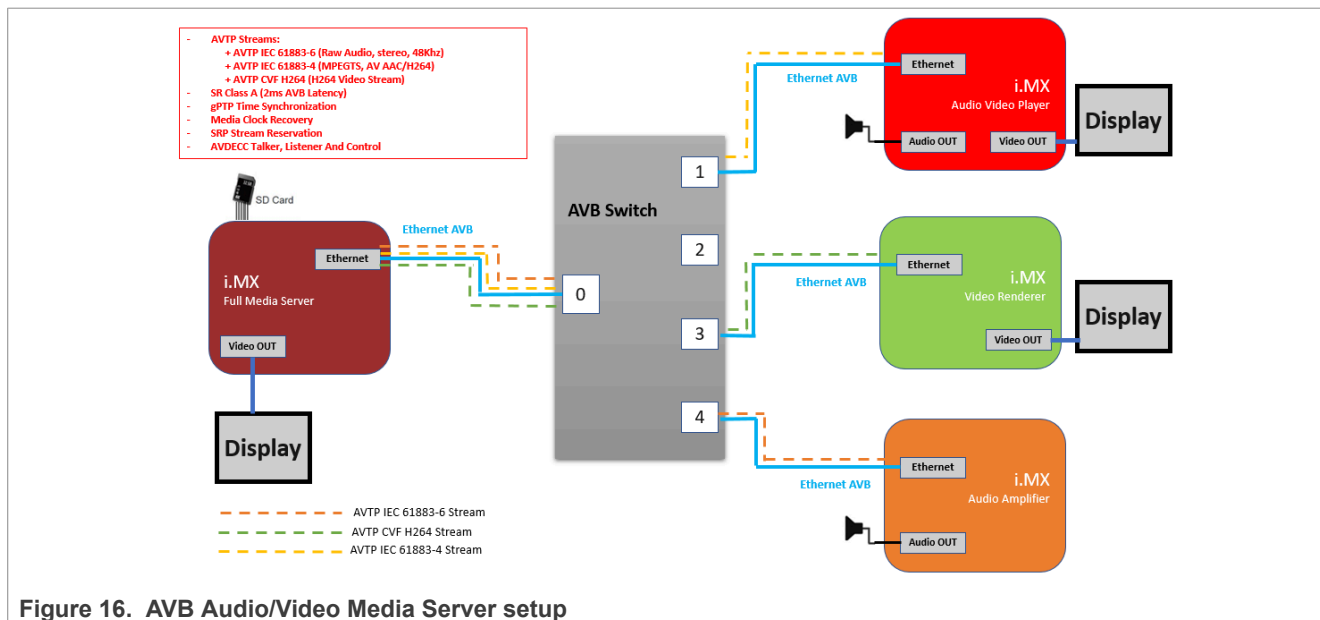 - AVTP Streams:
+ AVTP IEC 61883-6 (Raw Audio, stereo, 48Khz)
+ AVTP IEC 61883-4 (MPEGTS, AV AAC/H264)
+ AVTP CVF H264 (H264 Video Stream)
- SR Class A (2ms AVB Latency)
- gPTP Time Synchronization
- Media Clock Recovery
- SRP Stream Reservation
- AVDECC Talker, Listener And Control
SD Card
Ethernet
i.MX
Full Media Server
Video OUT
Display
Ethernet AVB
AVB Switch
0
1
2
3
4
Ethernet AVB
Ethernet
i.MX
Audio Video Player
Audio OUT
Video OUT
Display
Ethernet AVB
Ethernet
i.MX
Video Renderer
Video OUT
Display
Ethernet AVB
Ethernet
i.MX
Audio Amplifier
Audio OUT
AVTP IEC 61883-6 Stream
AVTP CVF H264 Stream
AVTP IEC 61883-4 Stream
Figure 16. AVB Audio/Video Media Server setup